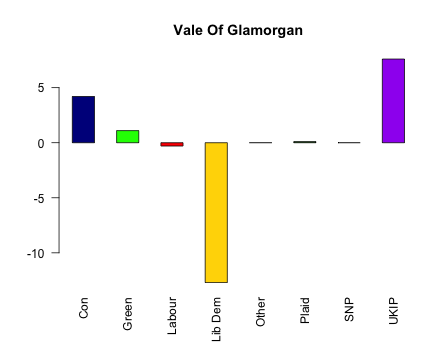 Vale Of Glamorgan
5
0
-5
-10
Con
Green
Labour
Lib Dem
Other
Plaid
SNP
UKIP